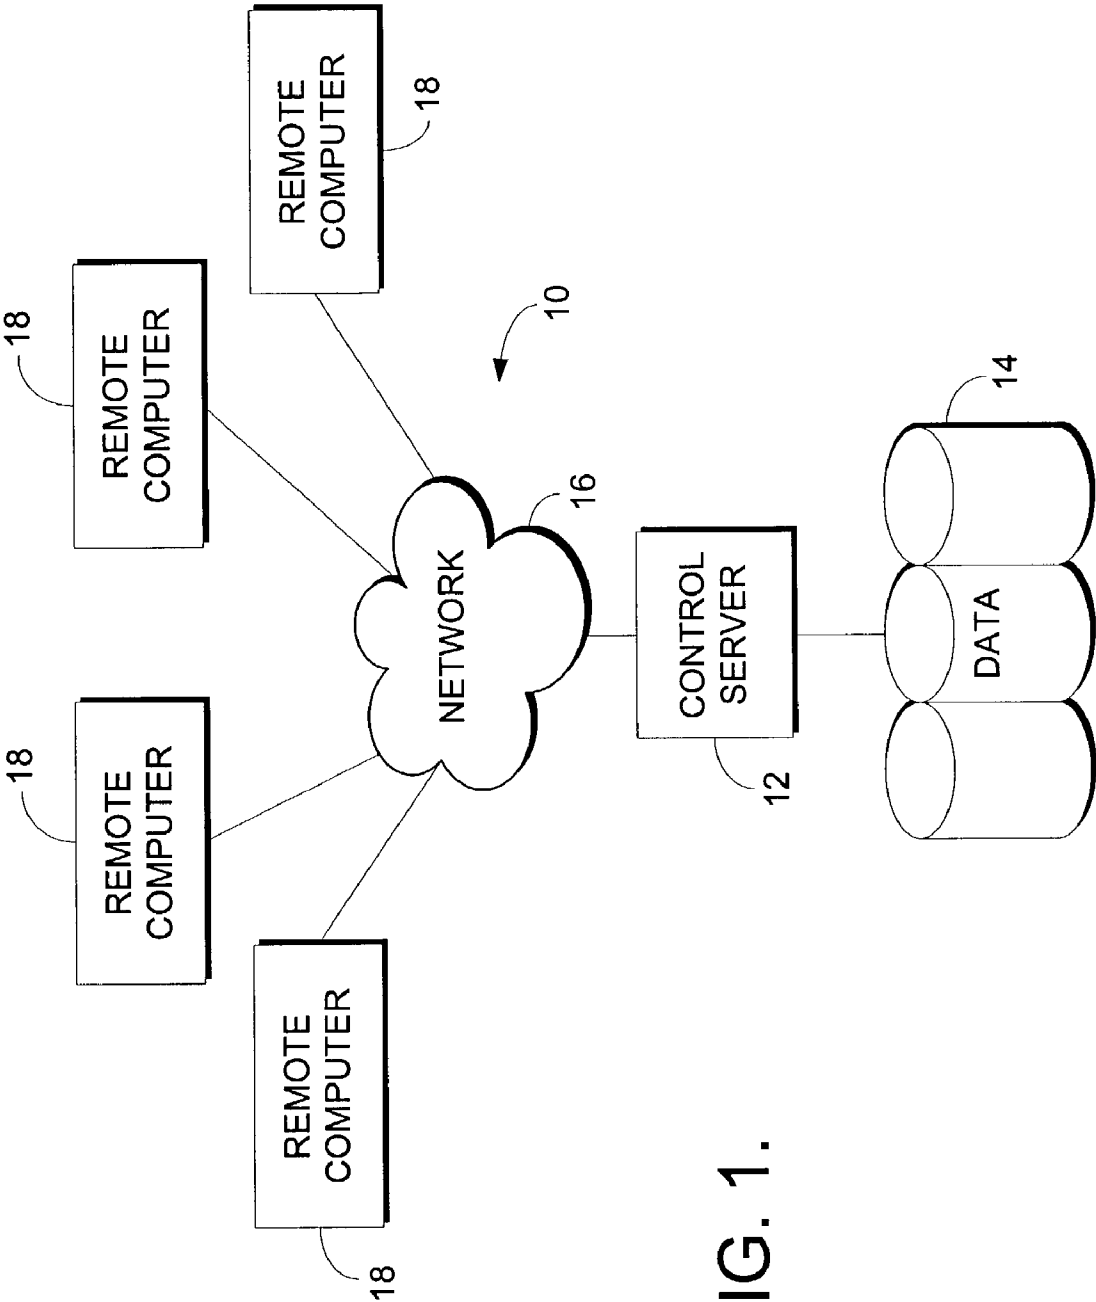 18
REMOTE
COMPUTER
18
REMOTE
COMPUTER
18
REMOTE
COMPUTER
REMOTE
COMPUTER
18
NETWORK
16
10
CONTROL
SERVER
12
DATA
14
IG. 1.